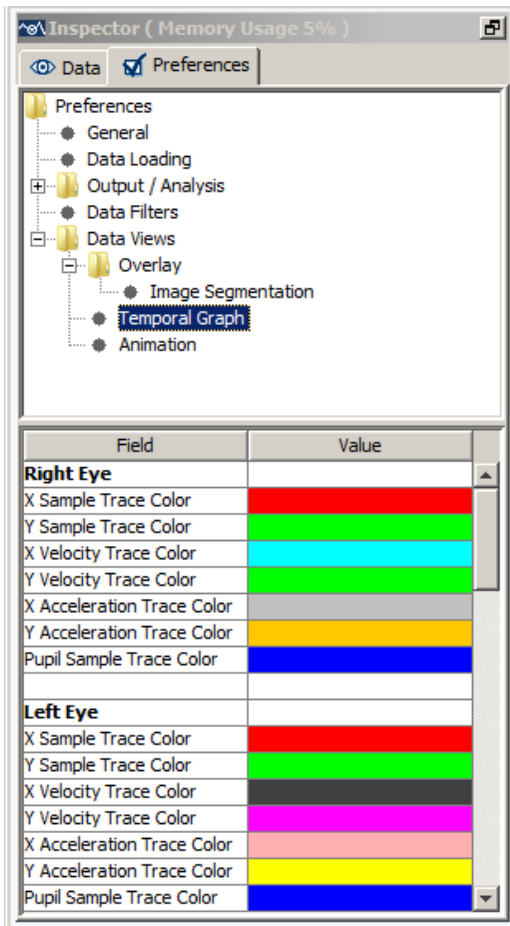 Inspector ( Memory Usage 5% )
Data Preferences
Preferences
General
Data Loading
Output / Analysis
Data Filters
Data Views
Overlay
Image Segmentation
Temporal Graph
Animation
Field Value
Right Eye
X Sample Trace Color
Y Sample Trace Color
X Velocity Trace Color
Y Velocity Trace Color
X Acceleration Trace Color
Y Acceleration Trace Color
Pupil Sample Trace Color
Left Eye
X Sample Trace Color
Y Sample Trace Color
X Velocity Trace Color
Y Velocity Trace Color
X Acceleration Trace Color
Y Acceleration Trace Color
Pupil Sample Trace Color